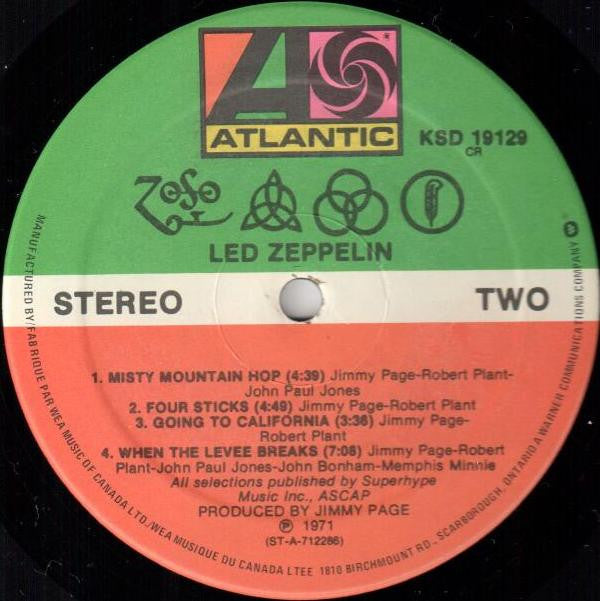 ATLANTIC
KSD 19129
CR
LED ZEPPELIN
STEREO
TWO
1. MISTY MOUNTAIN HOP (4:39) Jimmy Page-Robert Plant-
John Paul Jones
2. FOUR STICKS (4:49) Jimmy Page-Robert Plant
3. GOING TO CALIFORNIA (3:36) Jimmy Page-
Robert Plant
4. WHEN THE LEVEE BREAKS (7:08) Jimmy Page-Robert
Plant-John Paul Jones-John Bonham-Memphis Minnie
All selections published by Superhype
Music Inc., ASCAP
PRODUCED BY JIMMY PAGE
℗ 1971
(ST-A-712286)
MANUFACTURED BY/FABRIQUE PAR WEA MUSIC OF CANADA LTD./WEA MUSIQUE DU CANADA LTEE 1810 BIRCHMOUNT RD., SCARBOROUGH, ONTARIO A WARNER COMMUNICATIONS COMPANY